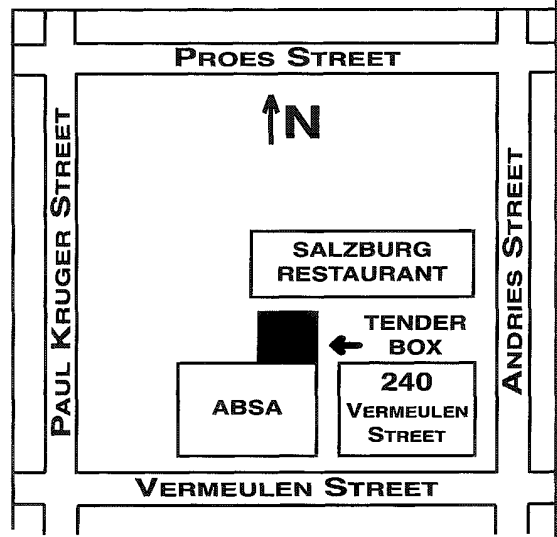 PROES STREET
N
PAUL KRUGER STREET
ANDRIES STREET
SALZBURG
RESTAURANT
TENDER
BOX
ABSA
240
VERMEULEN
STREET
VERMEULEN STREET